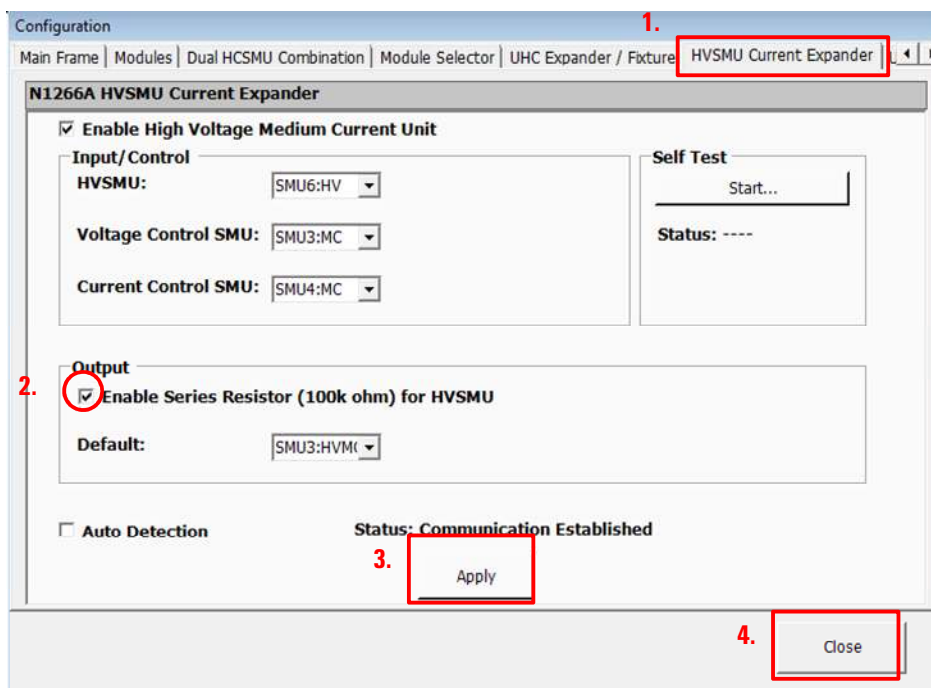 1.
Configuration
Main Frame Modules Dual HCSMU Combination Module Selector UHC Expander / Fixture HVSMU Current Expander
N1266A HVSMU Current Expander
Enable High Voltage Medium Current Unit
Input/Control
HVSMU: SMU6:HV
Voltage Control SMU: SMU3:MC
Current Control SMU: SMU4:MC
Self Test
Start...
Status: ----
Output
2.
Enable Series Resistor (100k ohm) for HVSMU
Default: SMU3:HVM(
Auto Detection
Status: Communication Established
3.
Apply
4.
Close